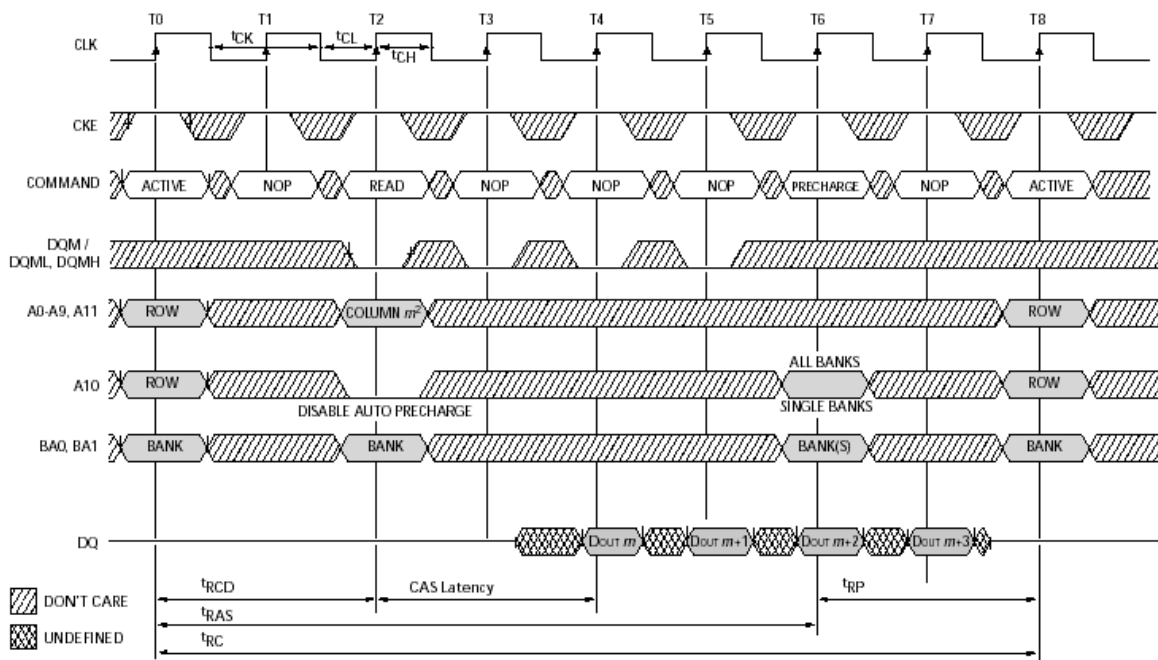 T0 T1 T2 T3 T4 T5 T6 T7 T8
CLK
tCK tCL
tCH
CKE
COMMAND ACTIVE NOP READ NOP NOP NOP PRECHARGE NOP ACTIVE
DQM /
DQML, DQMH
A0-A9, A11 ROW COLUMN m2 ROW
ALL BANKS
A10 ROW ROW
DISABLE AUTO PRECHARGE SINGLE BANKS
BA0, BA1 BANK BANK BANK(S) BANK
DQ DOUT m DOUT m+1 DOUT m+2 DOUT m+3
tRCD CAS Latency tRP
DON'T CARE
tRAS
UNDEFINED
tRC